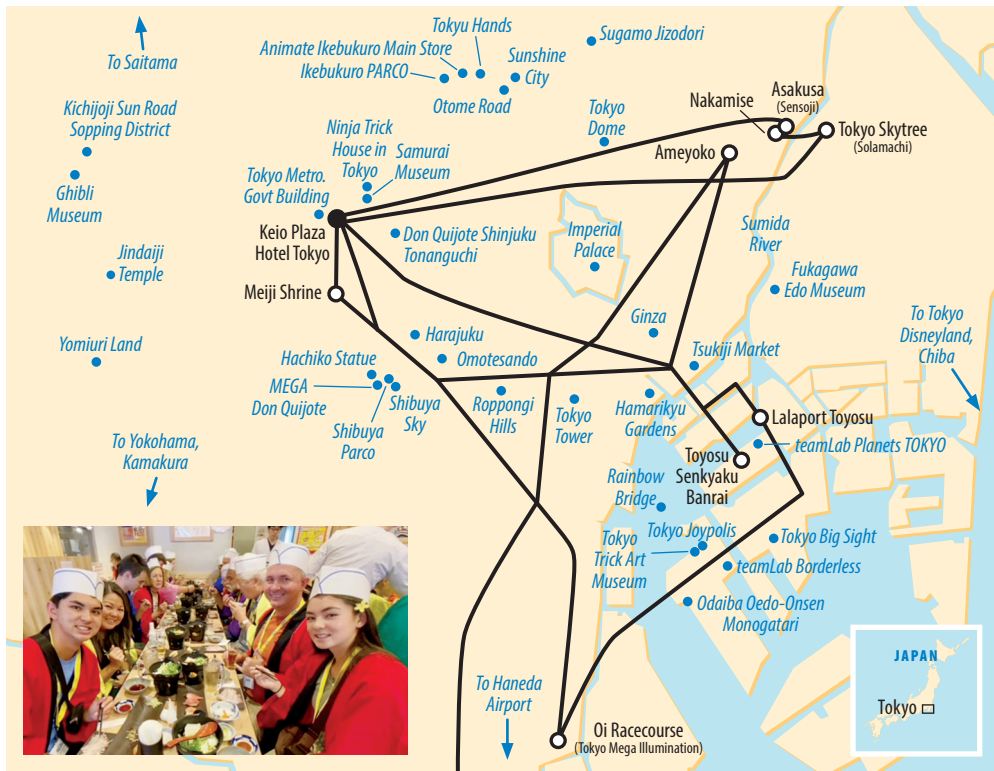 Tokyu Hands
Sugamo Jizodori
To Saitama
Animate Ikebukuro Main Store
Ikebukuro PARCO
Sunshine
City
Otome Road
Kichijoji Sun Road
Sopping District
Ninja Trick
House in
Tokyo
Samurai
Museum
Tokyo
Dome
Nakamise
Asakusa
(Sensoji)
Tokyo Skytree
(Solamachi)
Ameyoko
Ghibli
Museum
Tokyo Metro.
Govt Building
Keio Plaza
Hotel Tokyo
Don Quijote Shinjuku
Tonanguchi
Imperial
Palace
Sumida
River
Jindaiji
Temple
Meiji Shrine
Fukagawa
Edo Museum
Ginza
To Tokyo
Disneyland,
Chiba
Yomiuri Land
Harajuku
Omotesando
Tsukiji Market
Hachiko Statue
MEGA
Don Quijote
Shibuya
Parco
Shibuya
Sky
Roppongi
Hills
Tokyo
Tower
Hamarikyu
Gardens
Lalaport Toyosu
teamLab Planets TOKYO
Toyosu
Senkyaku
Banrai
To Yokohama,
Kamakura
Rainbow
Bridge
Tokyo Joypolis
Tokyo
Trick Art
Museum
Tokyo Big Sight
teamLab Borderless
Odaiba Oedo-Onsen
Monogatari
To Haneda
Airport
Oi Racecourse
(Tokyo Mega Illumination)
JAPAN
Tokyo